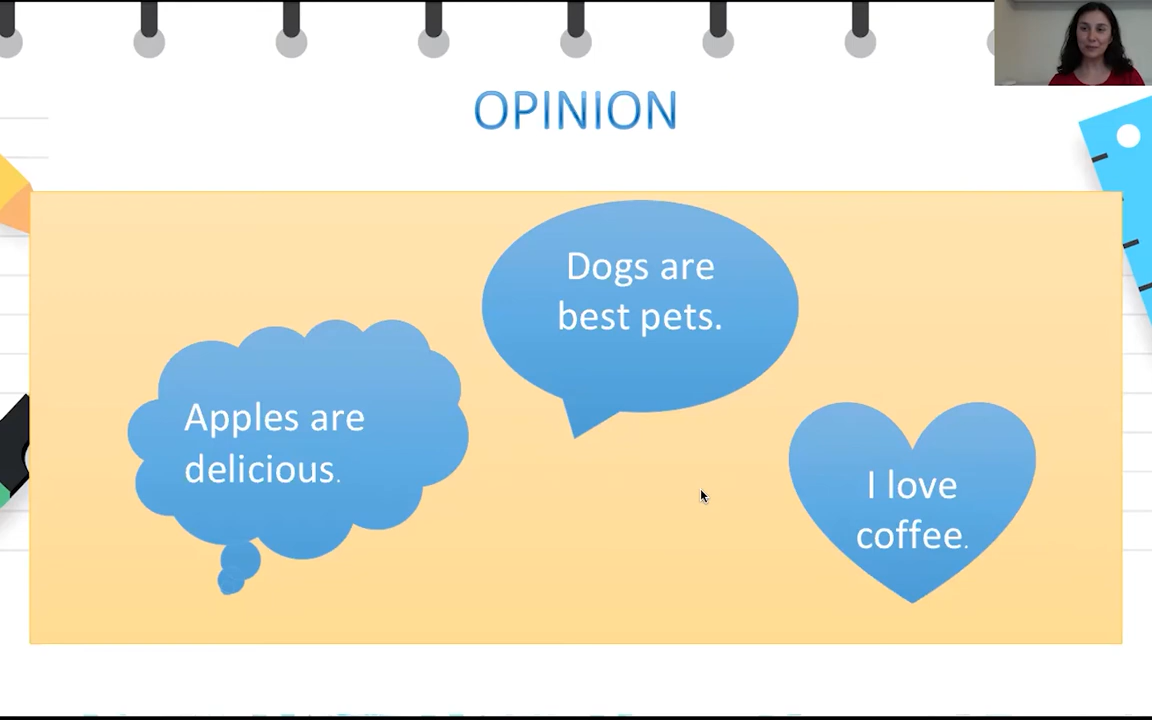 OPINION
Dogs are
best pets.
Apples are
delicious.
I love
coffee.